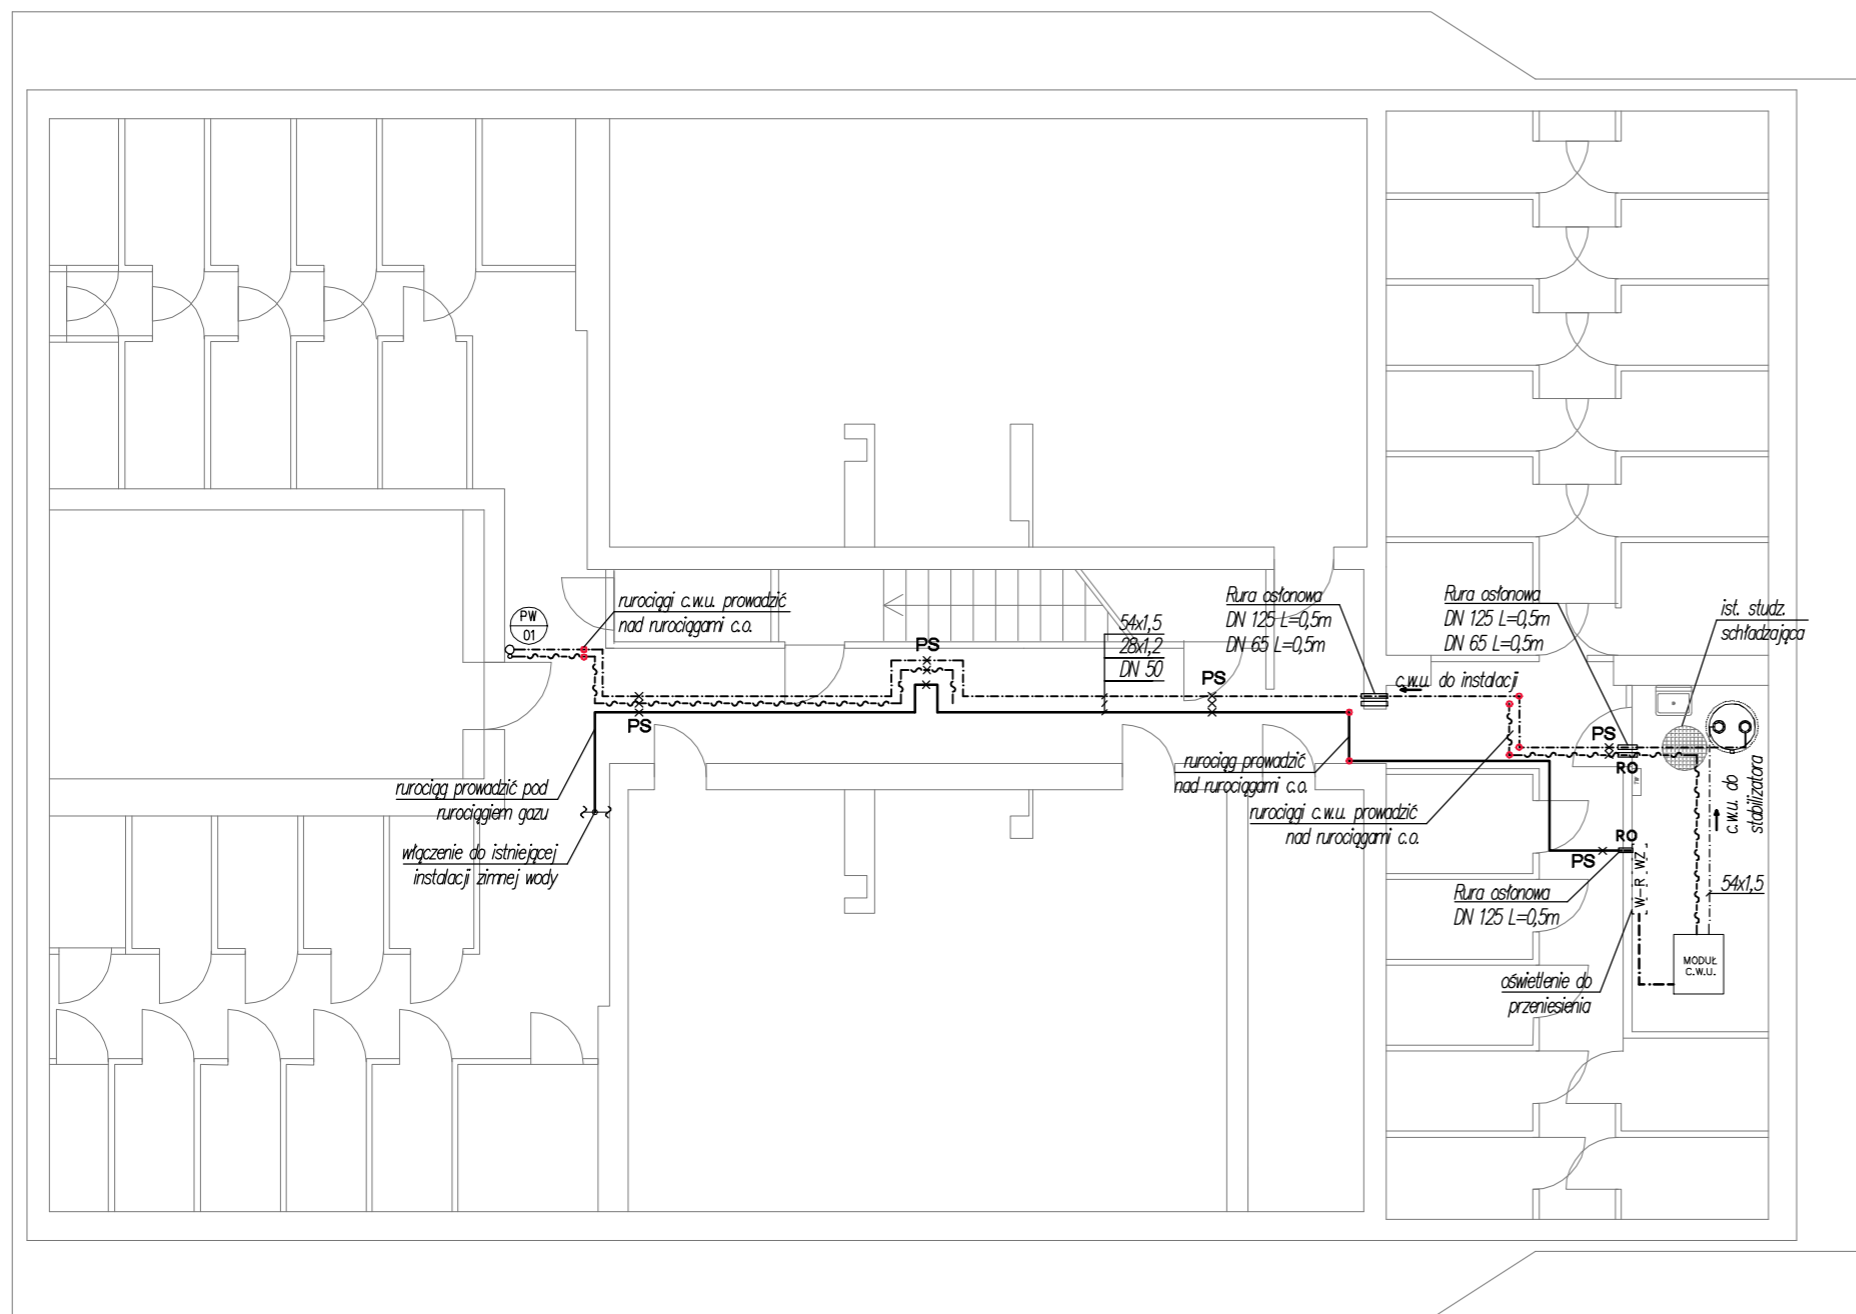 PW
01
rurociągi c.w.u. prowadzić
nad rurociągami c.o.
PS
PS
54x1,5
28x1,2
DN 50
Rura osłonowa
DN 125 L=0,5m
DN 65 L=0,5m
PS
c.w.u. do instalacji
Rura osłonowa
DN 125 L=0,5m
DN 65 L=0,5m
ist. studz.
schładzająca
PS
RO
rurociąg prowadzić
nad rurociągami c.o.
rurociągi c.w.u. prowadzić
nad rurociągami c.o.
rurociąg prowadzić pod
rurociągiem gazu
włączenie do istniejącej
instalacji zimnej wody
c.w.u. do
stabilizatora
RO
PS
W-R WZ
Rura osłonowa
DN 125 L=0,5m
54x1,5
oświetlenie do
przeniesienia
MODUŁ
C.W.U.